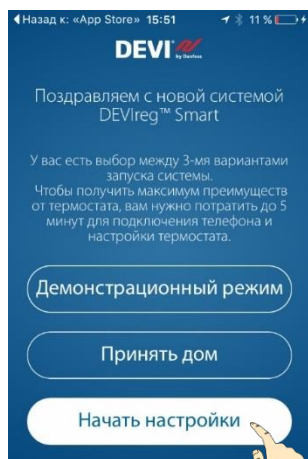 Назад к: «App Store» 15:51 11 %
DEVI
by Danfoss
Поздравляем с новой системой
DEVIreg™ Smart
У вас есть выбор между 3-мя вариантами
запуска системы.
Чтобы получить максимум преимуществ
от термостата, вам нужно потратить до 5
минут для подключения телефона и
настройки термостата.
Демонстрационный режим
Принять дом
Начать настройки